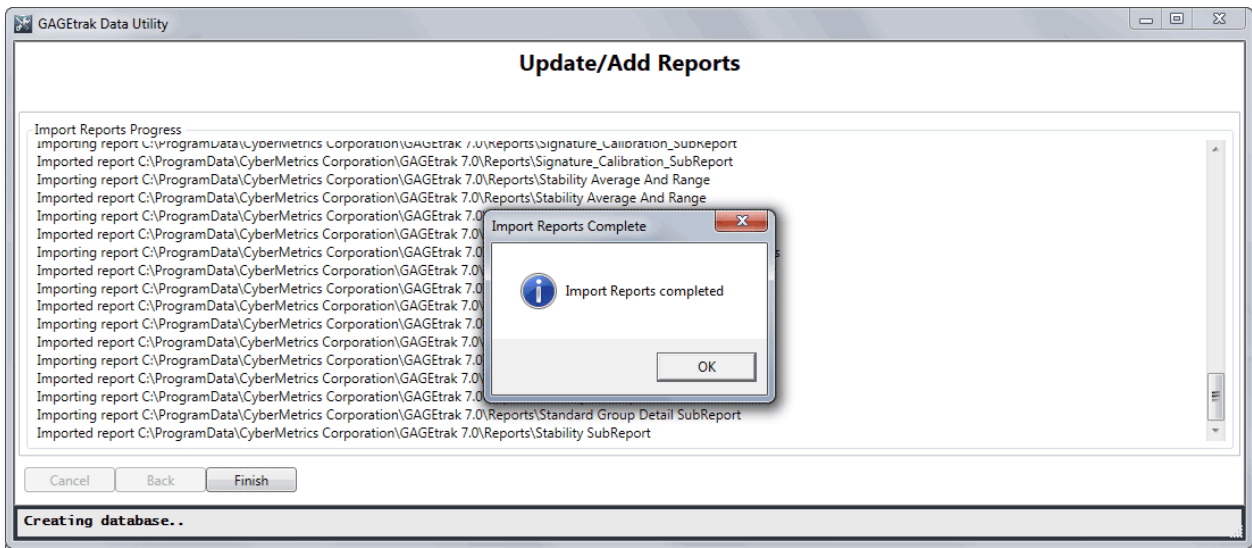 GAGEtrak Data Utility
Update/Add Reports
Import Reports Progress
Importing report C:\ProgramData\CyberMetrics Corporation\GAGEtrak 7.0\Reports\Signature_Calibration_SubReport
Imported report C:\ProgramData\CyberMetrics Corporation\GAGEtrak 7.0\Reports\Signature_Calibration_SubReport
Importing report C:\ProgramData\CyberMetrics Corporation\GAGEtrak 7.0\Reports\Stability Average And Range
Imported report C:\ProgramData\CyberMetrics Corporation\GAGEtrak 7.0\Reports\Stability Average And Range
Importing report C:\ProgramData\CyberMetrics Corporation\GAGEtrak 7.0
Imported report C:\ProgramData\CyberMetrics Corporation\GAGEtrak 7.0\
Importing report C:\ProgramData\CyberMetrics Corporation\GAGEtrak 7.0
Imported report C:\ProgramData\CyberMetrics Corporation\GAGEtrak 7.0\
Importing report C:\ProgramData\CyberMetrics Corporation\GAGEtrak 7.0
Imported report C:\ProgramData\CyberMetrics Corporation\GAGEtrak 7.0\
Importing report C:\ProgramData\CyberMetrics Corporation\GAGEtrak 7.0
Imported report C:\ProgramData\CyberMetrics Corporation\GAGEtrak 7.0\
Importing report C:\ProgramData\CyberMetrics Corporation\GAGEtrak 7.0
Imported report C:\ProgramData\CyberMetrics Corporation\GAGEtrak 7.0\
Importing report C:\ProgramData\CyberMetrics Corporation\GAGEtrak 7.0
Importing report C:\ProgramData\CyberMetrics Corporation\GAGEtrak 7.0\Reports\Standard Group Detail SubReport
Imported report C:\ProgramData\CyberMetrics Corporation\GAGEtrak 7.0\Reports\Stability SubReport
Import Reports Complete
Import Reports completed
OK
Cancel
Back
Finish
Creating database..